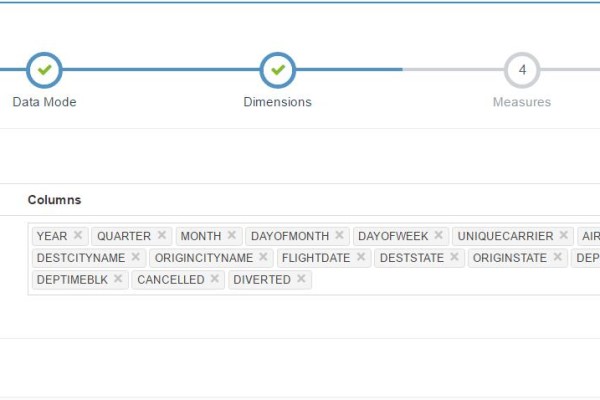 4
Data Mode Dimensions Measures
Columns
YEAR × QUARTER × MONTH × DAYOFMONTH × DAYOFWEEK × UNIQUECARRIER × AIR
DESTCITYNAME × ORIGINCITYNAME × FLIGHTDATE × DESTSTATE × ORIGINSTATE × DEP
DEPTIMEBLK × CANCELLED × DIVERTED ×